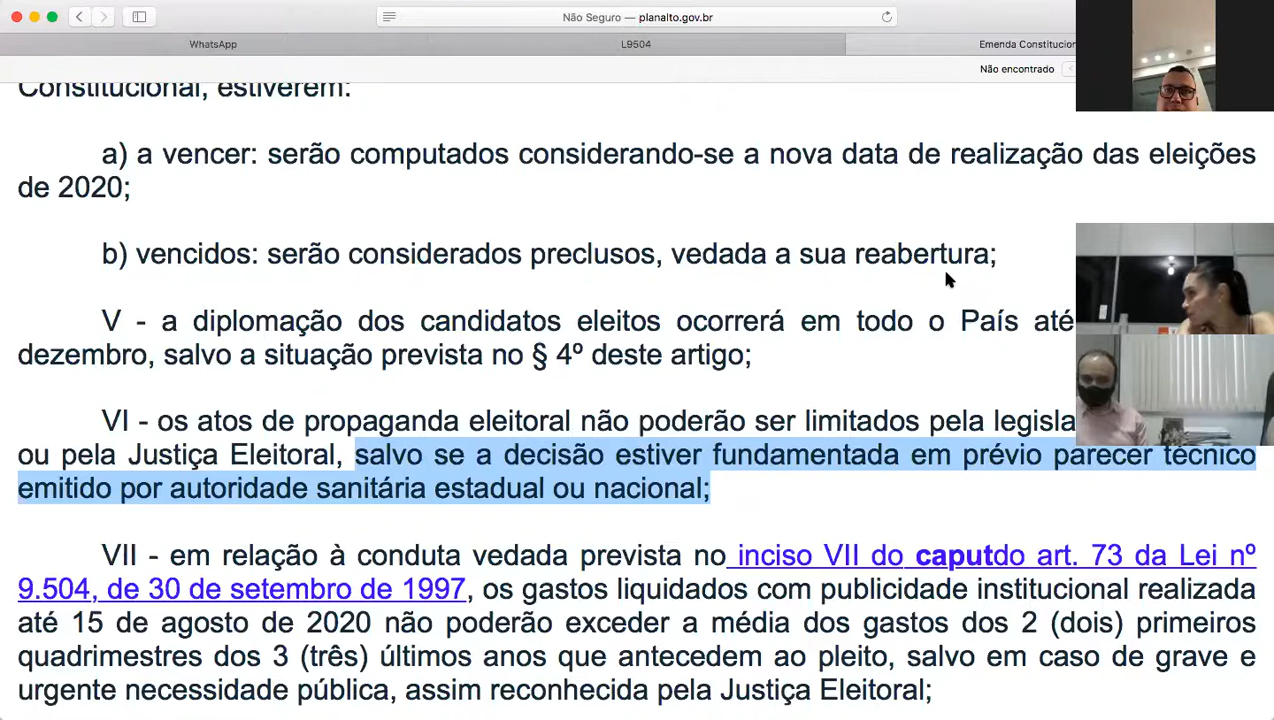 Não Seguro — planalto.gov.br
WhatsApp
L9504
Emenda Constitucion
Não encontrado
Constitucional, estiverem:
a) a vencer: serão computados considerando-se a nova data de realização das eleições
de 2020;
b) vencidos: serão considerados preclusos, vedada a sua reabertura;
V - a diplomação dos candidatos eleitos ocorrerá em todo o País até
dezembro, salvo a situação prevista no § 4º deste artigo;
VI - os atos de propaganda eleitoral não poderão ser limitados pela legisla
ou pela Justiça Eleitoral, salvo se a decisão estiver fundamentada em prévio parecer técnico
emitido por autoridade sanitária estadual ou nacional;
VII - em relação à conduta vedada prevista no inciso VII do caputdo art. 73 da Lei nº
9.504, de 30 de setembro de 1997, os gastos liquidados com publicidade institucional realizada
até 15 de agosto de 2020 não poderão exceder a média dos gastos dos 2 (dois) primeiros
quadrimestres dos 3 (três) últimos anos que antecedem ao pleito, salvo em caso de grave e
urgente necessidade pública, assim reconhecida pela Justiça Eleitoral;